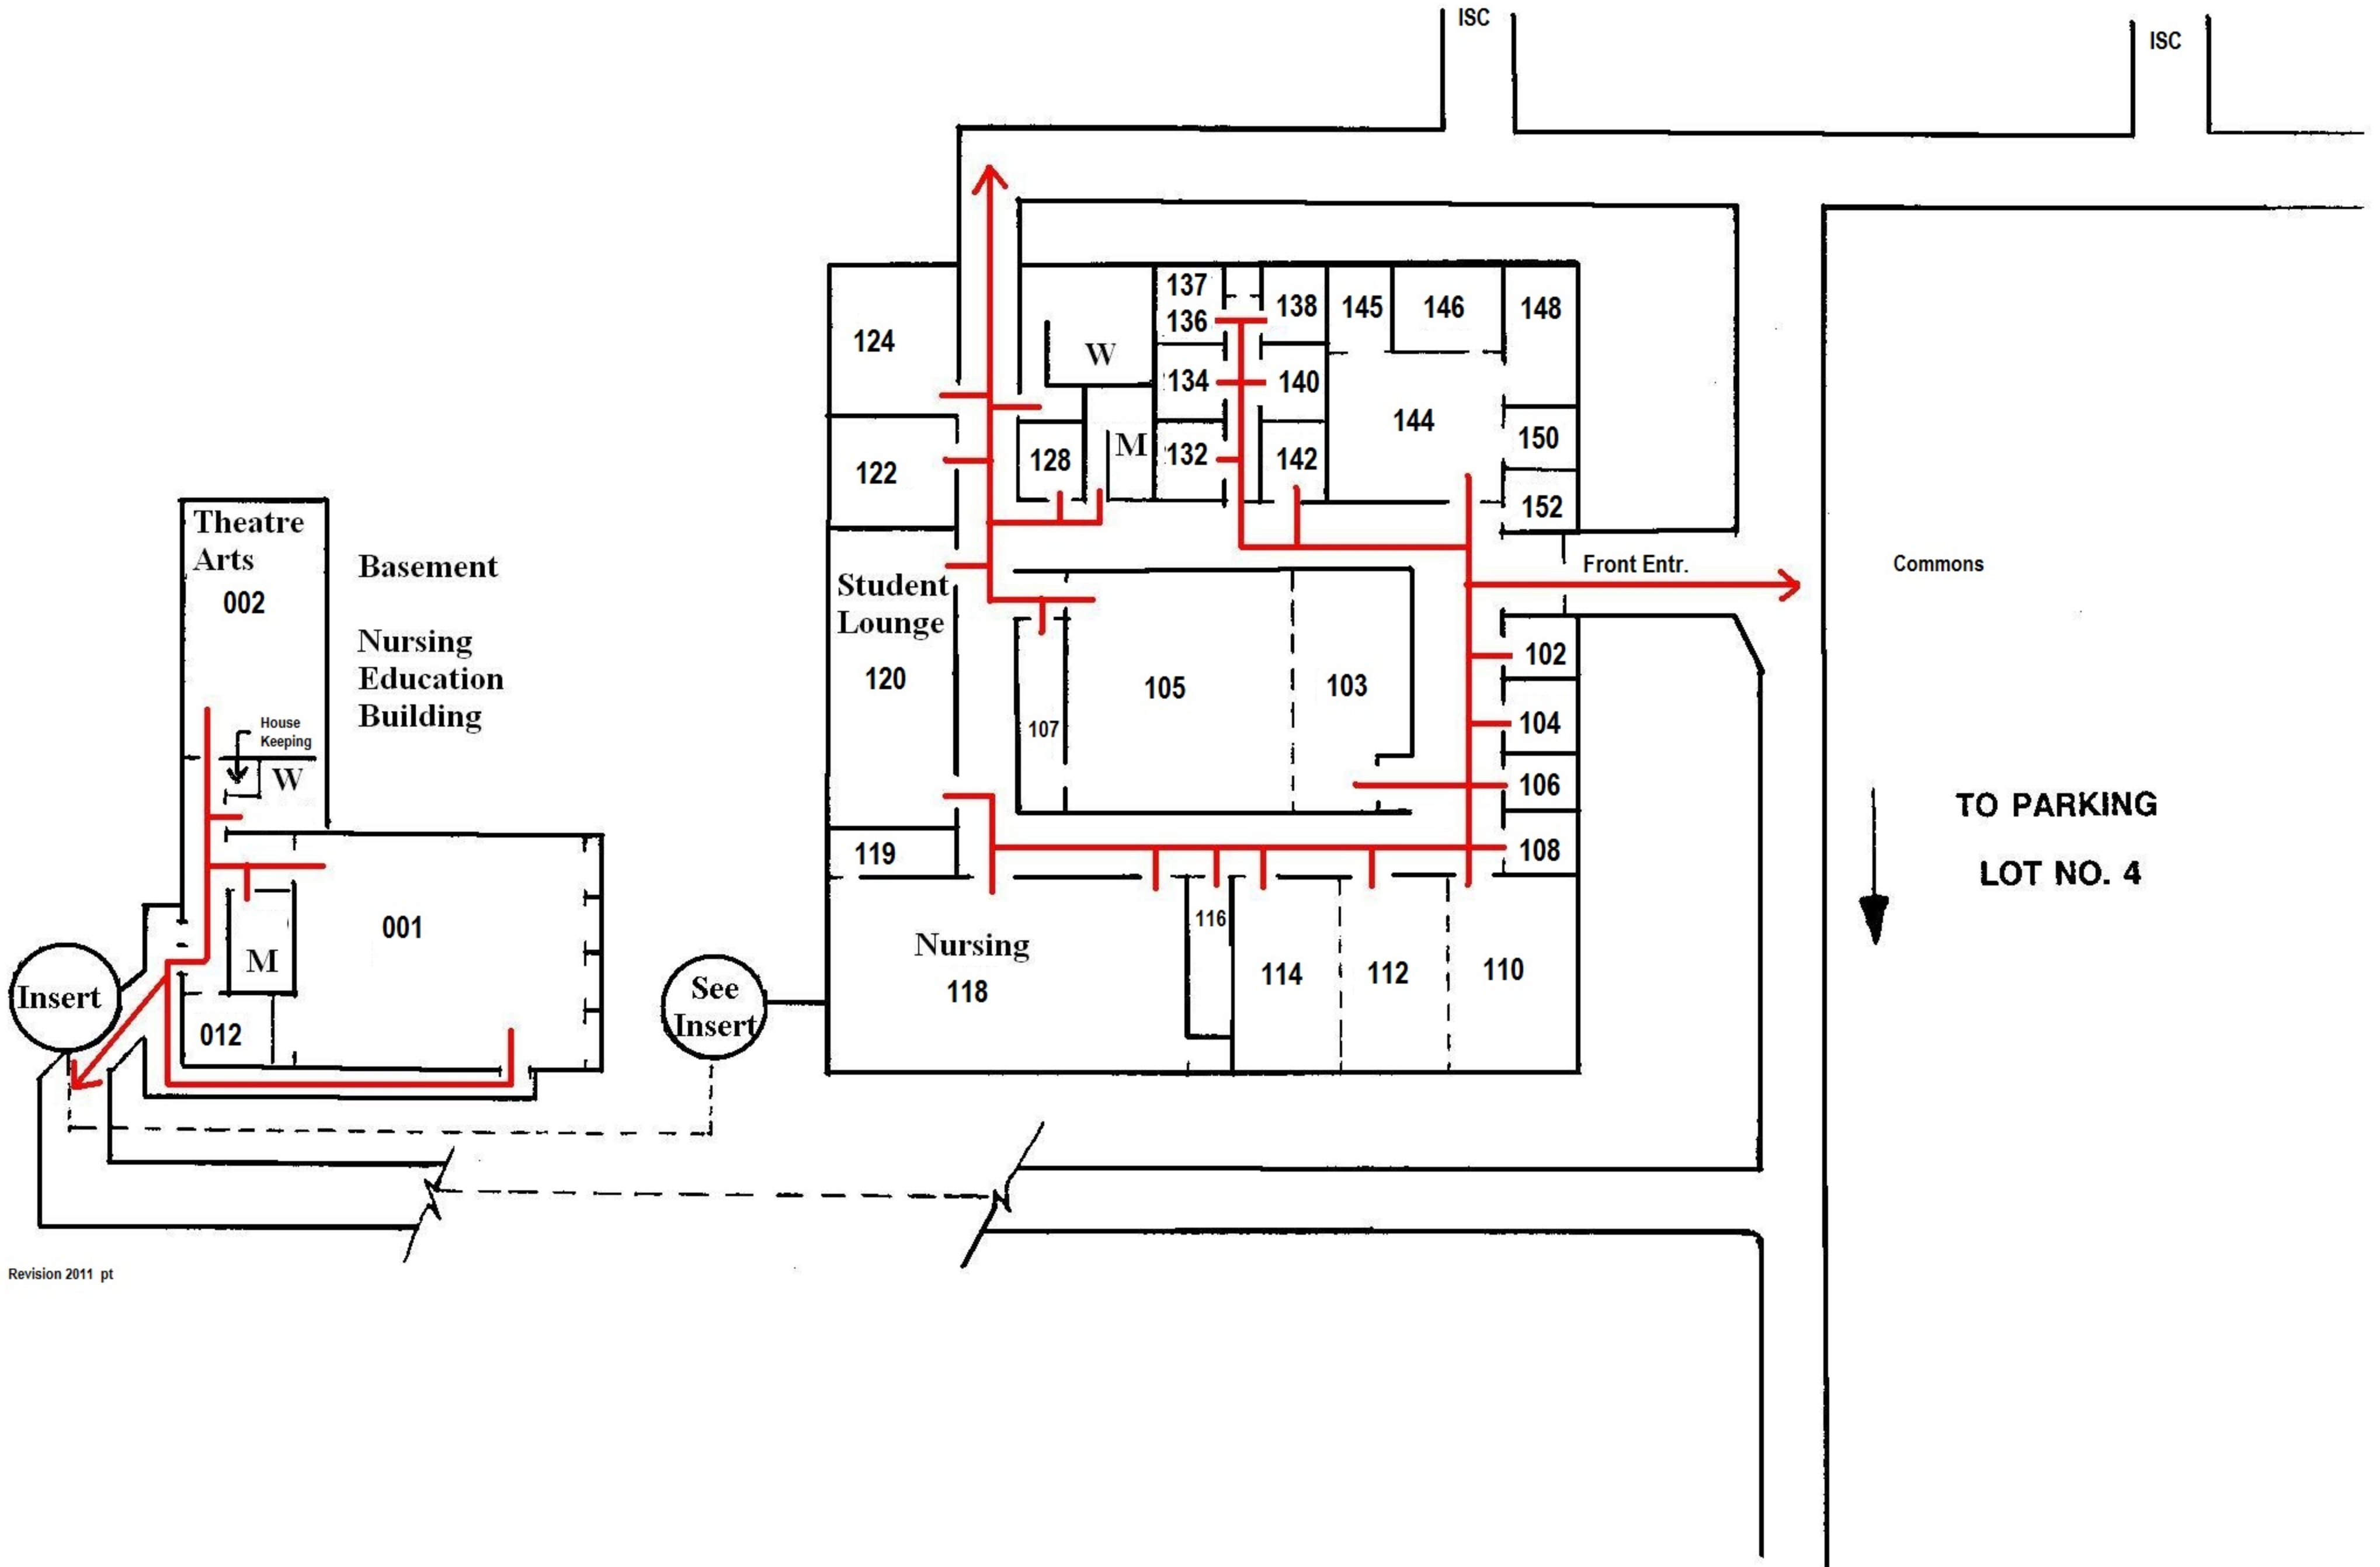 ISC
ISC
137
136
138
145
146
148
124
W
134
140
144
150
122
128
M
132
142
152
Theatre
Arts
002
Basement
Nursing
Education
Building
House
Keeping
W
Student
Lounge
120
Front Entr.
Commons
102
105
103
104
107
106
119
108
TO PARKING
LOT NO. 4
001
M
012
Insert
See
Insert
Nursing
118
116
114
112
110
Revision 2011 pt